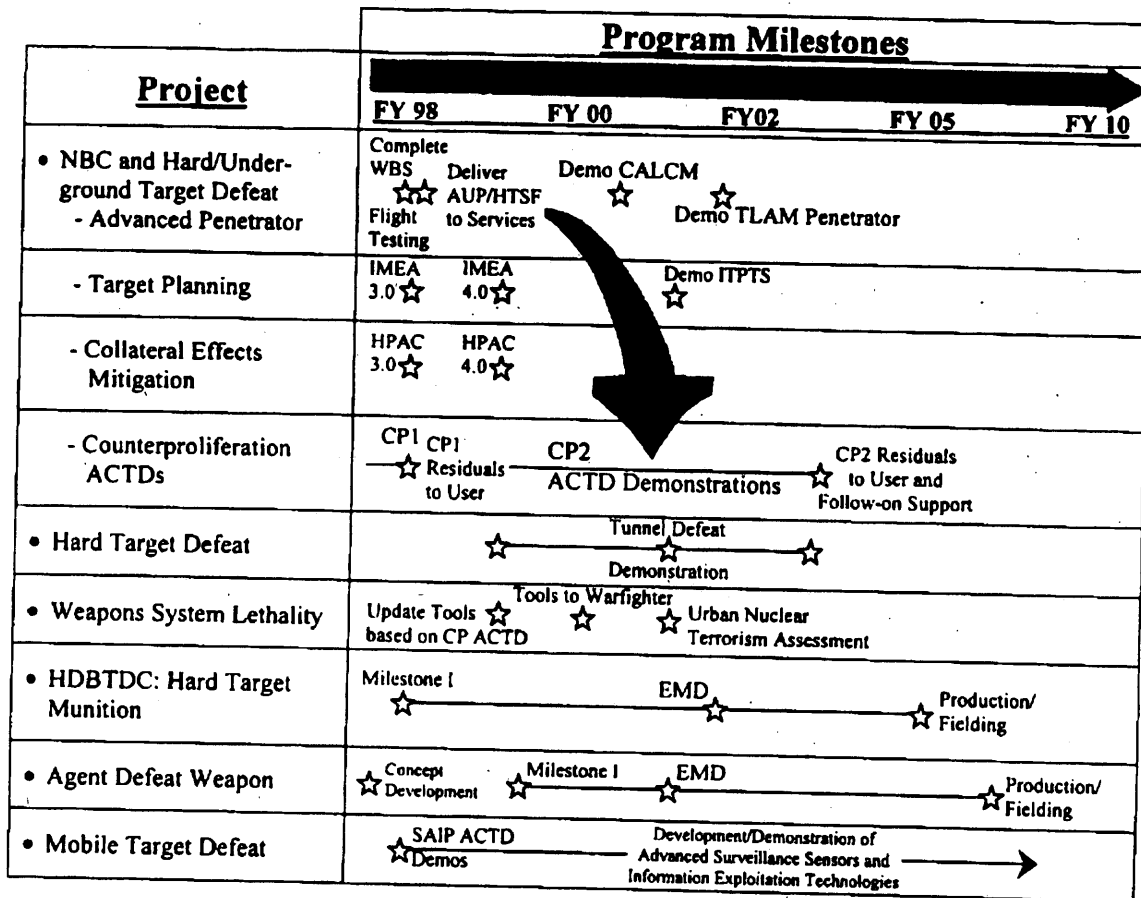 Program Milestones
Project
FY 98 FY 00 FY02 FY 05 FY 10
• NBC and Hard/Under-
ground Target Defeat
- Advanced Penetrator
Complete
WBS
Flight
Testing
Deliver
AUP/HTSF
to Services
Demo CALCM
Demo TLAM Penetrator
- Target Planning
IMEA
3.0
IMEA
4.0
Demo ITPTS
- Collateral Effects
Mitigation
HPAC
3.0
HPAC
4.0
- Counterproliferation
ACTDs
CP1
CP1
Residuals
to User
CP2
ACTD Demonstrations
CP2 Residuals
to User and
Follow-on Support
• Hard Target Defeat
Tunnel Defeat
Demonstration
• Weapons System Lethality
Update Tools
based on CP ACTD
Tools to Warfighter
Urban Nuclear
Terrorism Assessment
• HDBTDC: Hard Target
Munition
Milestone I
EMD
Production/
Fielding
• Agent Defeat Weapon
Concept
Development
Milestone I
EMD
Production/
Fielding
• Mobile Target Defeat
SAIP ACTD
Demos
Development/Demonstration of
Advanced Surveillance Sensors and
Information Exploitation Technologies